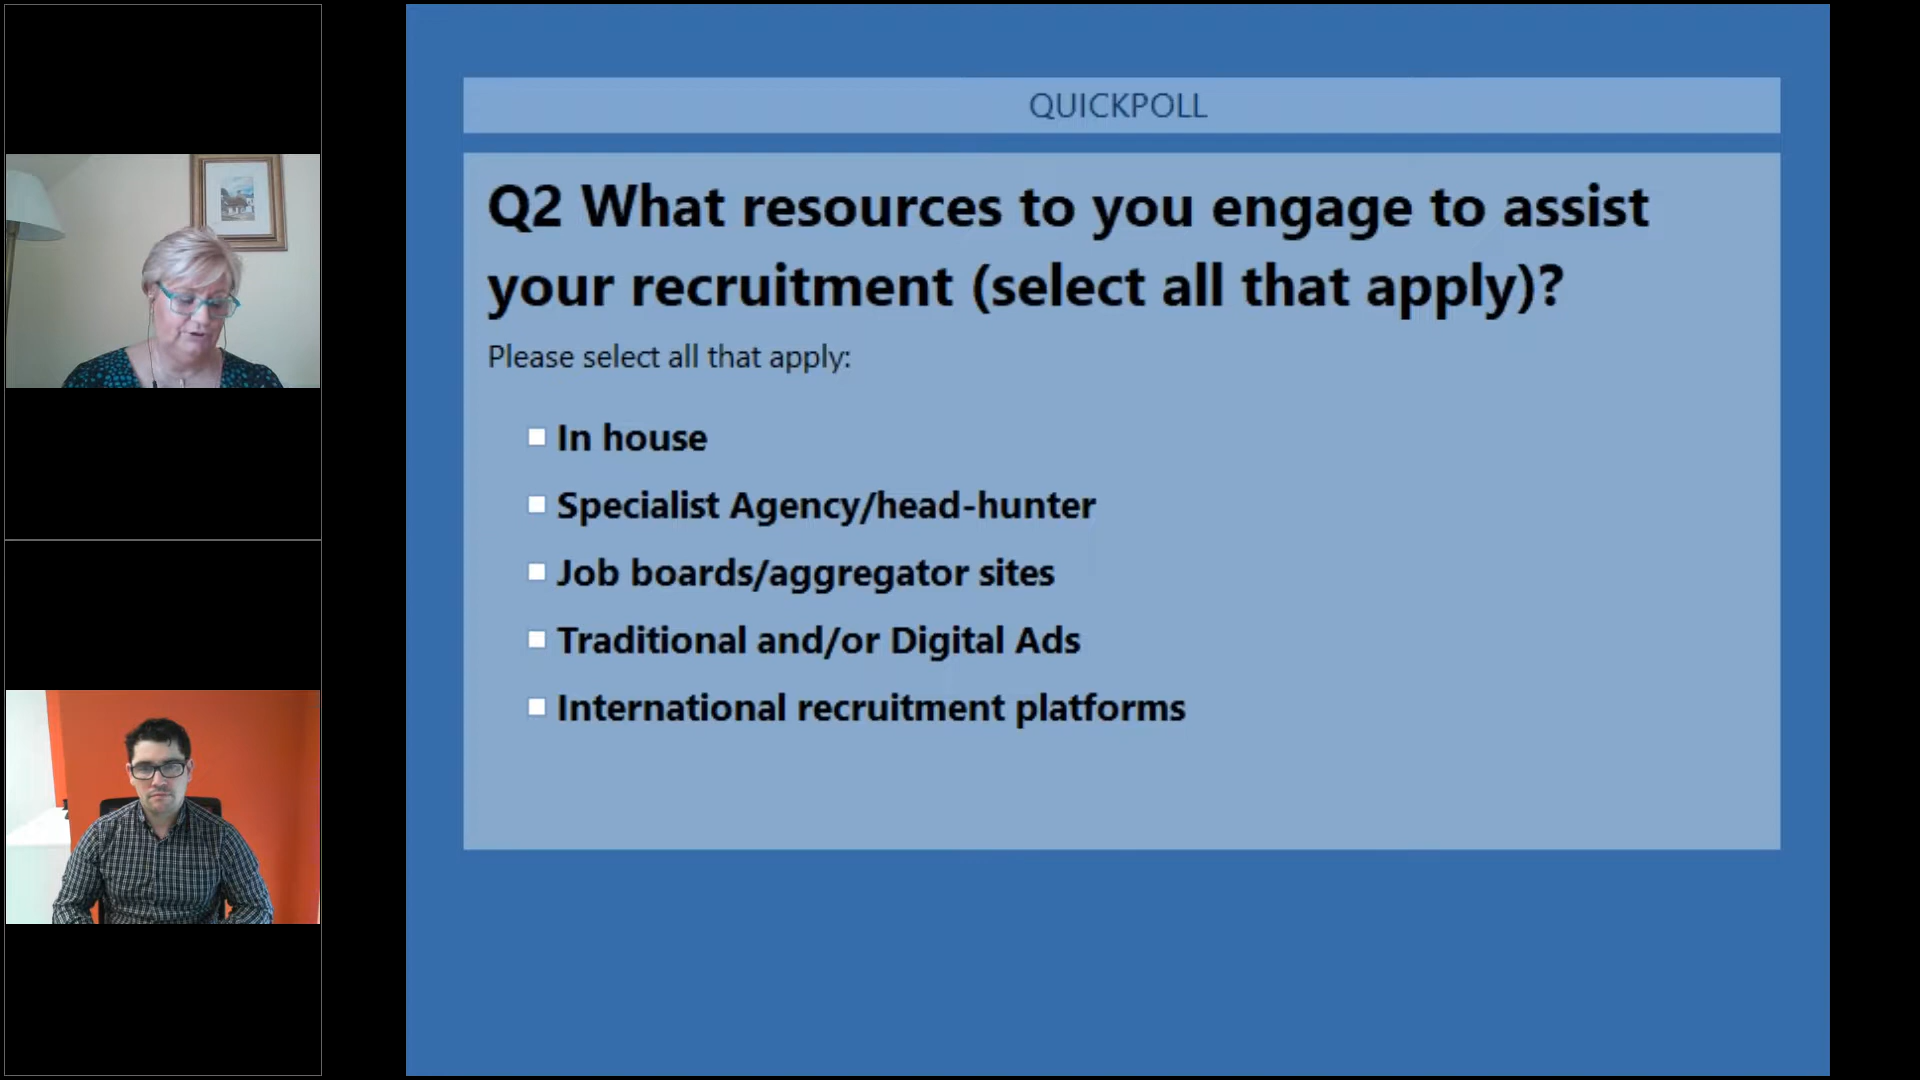 QUICKPOLL
Q2 What resources to you engage to assist
your recruitment (select all that apply)?
Please select all that apply:
In house
Specialist Agency/head-hunter
Job boards/aggregator sites
Traditional and/or Digital Ads
International recruitment platforms